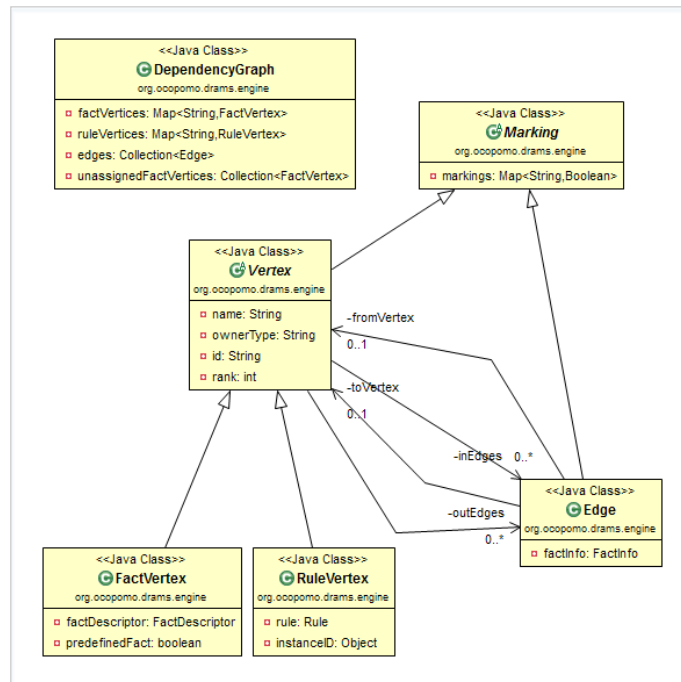 <<Java Class>>
DependencyGraph
org.ocopomo.drams.engine
factVertices: Map<String,FactVertex>
ruleVertices: Map<String,RuleVertex>
edges: Collection<Edge>
unassignedFactVertices: Collection<FactVertex>
<<Java Class>>
Marking
org.ocopomo.drams.engine
markings: Map<String,Boolean>
<<Java Class>>
Vertex
org.ocopomo.drams.engine
name: String
ownerType: String
id: String
rank: int
-fromVertex
0..1
-toVertex
0..1
-inEdges
0..*
-outEdges
0..*
<<Java Class>>
Edge
org.ocopomo.drams.engine
factInfo: FactInfo
<<Java Class>>
FactVertex
org.ocopomo.drams.engine
factDescriptor: FactDescriptor
predefinedFact: boolean
<<Java Class>>
RuleVertex
org.ocopomo.drams.engine
rule: Rule
instanceID: Object